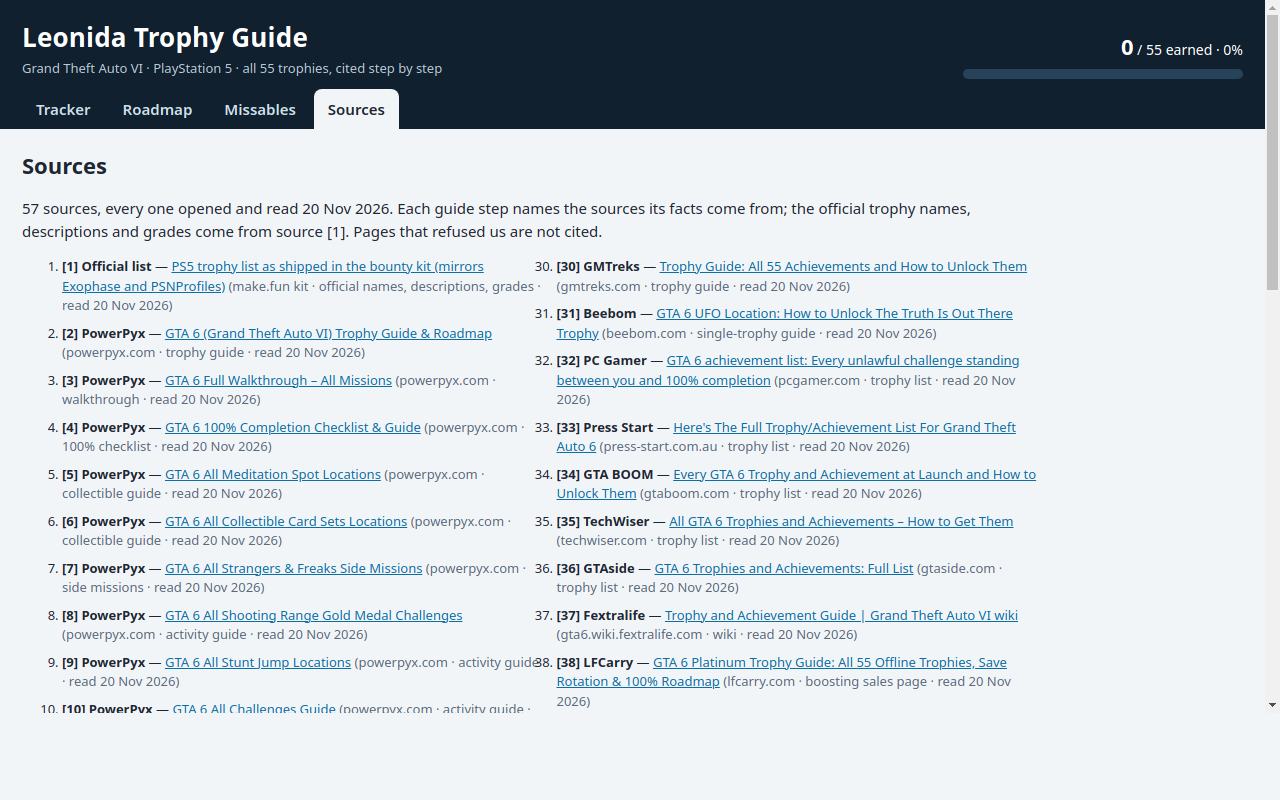 Leonida Trophy Guide
Grand Theft Auto VI · PlayStation 5 · all 55 trophies, cited step by step
0 / 55 earned · 0%
Tracker
Roadmap
Missables
Sources
Sources
57 sources, every one opened and read 20 Nov 2026. Each guide step names the sources its facts come from; the official trophy names,
descriptions and grades come from source [1]. Pages that refused us are not cited.
1. [1] Official list — PS5 trophy list as shipped in the bounty kit (mirrors
Exophase and PSNProfiles) (make.fun kit · official names, descriptions, grades ·
read 20 Nov 2026)
2. [2] PowerPyx — GTA 6 (Grand Theft Auto VI) Trophy Guide & Roadmap
(powerpyx.com · trophy guide · read 20 Nov 2026)
3. [3] PowerPyx — GTA 6 Full Walkthrough – All Missions (powerpyx.com ·
walkthrough · read 20 Nov 2026)
4. [4] PowerPyx — GTA 6 100% Completion Checklist & Guide (powerpyx.com ·
100% checklist · read 20 Nov 2026)
5. [5] PowerPyx — GTA 6 All Meditation Spot Locations (powerpyx.com ·
collectible guide · read 20 Nov 2026)
6. [6] PowerPyx — GTA 6 All Collectible Card Sets Locations (powerpyx.com ·
collectible guide · read 20 Nov 2026)
7. [7] PowerPyx — GTA 6 All Strangers & Freaks Side Missions (powerpyx.com ·
side missions · read 20 Nov 2026)
8. [8] PowerPyx — GTA 6 All Shooting Range Gold Medal Challenges
(powerpyx.com · activity guide · read 20 Nov 2026)
9. [9] PowerPyx — GTA 6 All Stunt Jump Locations (powerpyx.com · activity guide
· read 20 Nov 2026)
10. [10] PowerPyx — GTA 6 All Challenges Guide (powerpyx.com · activity guide ·
30. [30] GMTreks — Trophy Guide: All 55 Achievements and How to Unlock Them
(gmtreks.com · trophy guide · read 20 Nov 2026)
31. [31] Beebom — GTA 6 UFO Location: How to Unlock The Truth Is Out There
Trophy (beebom.com · single-trophy guide · read 20 Nov 2026)
32. [32] PC Gamer — GTA 6 achievement list: Every unlawful challenge standing
between you and 100% completion (pcgamer.com · trophy list · read 20 Nov
2026)
33. [33] Press Start — Here's The Full Trophy/Achievement List For Grand Theft
Auto 6 (press-start.com.au · trophy list · read 20 Nov 2026)
34. [34] GTA BOOM — Every GTA 6 Trophy and Achievement at Launch and How to
Unlock Them (gtaboom.com · trophy list · read 20 Nov 2026)
35. [35] TechWiser — All GTA 6 Trophies and Achievements – How to Get Them
(techwiser.com · trophy list · read 20 Nov 2026)
36. [36] GTAside — GTA 6 Trophies and Achievements: Full List (gtaside.com ·
trophy list · read 20 Nov 2026)
37. [37] Fextralife — Trophy and Achievement Guide | Grand Theft Auto VI wiki
(gta6.wiki.fextralife.com · wiki · read 20 Nov 2026)
38. [38] LFCarry — GTA 6 Platinum Trophy Guide: All 55 Offline Trophies, Save
Rotation & 100% Roadmap (lfcarry.com · boosting sales page · read 20 Nov
2026)